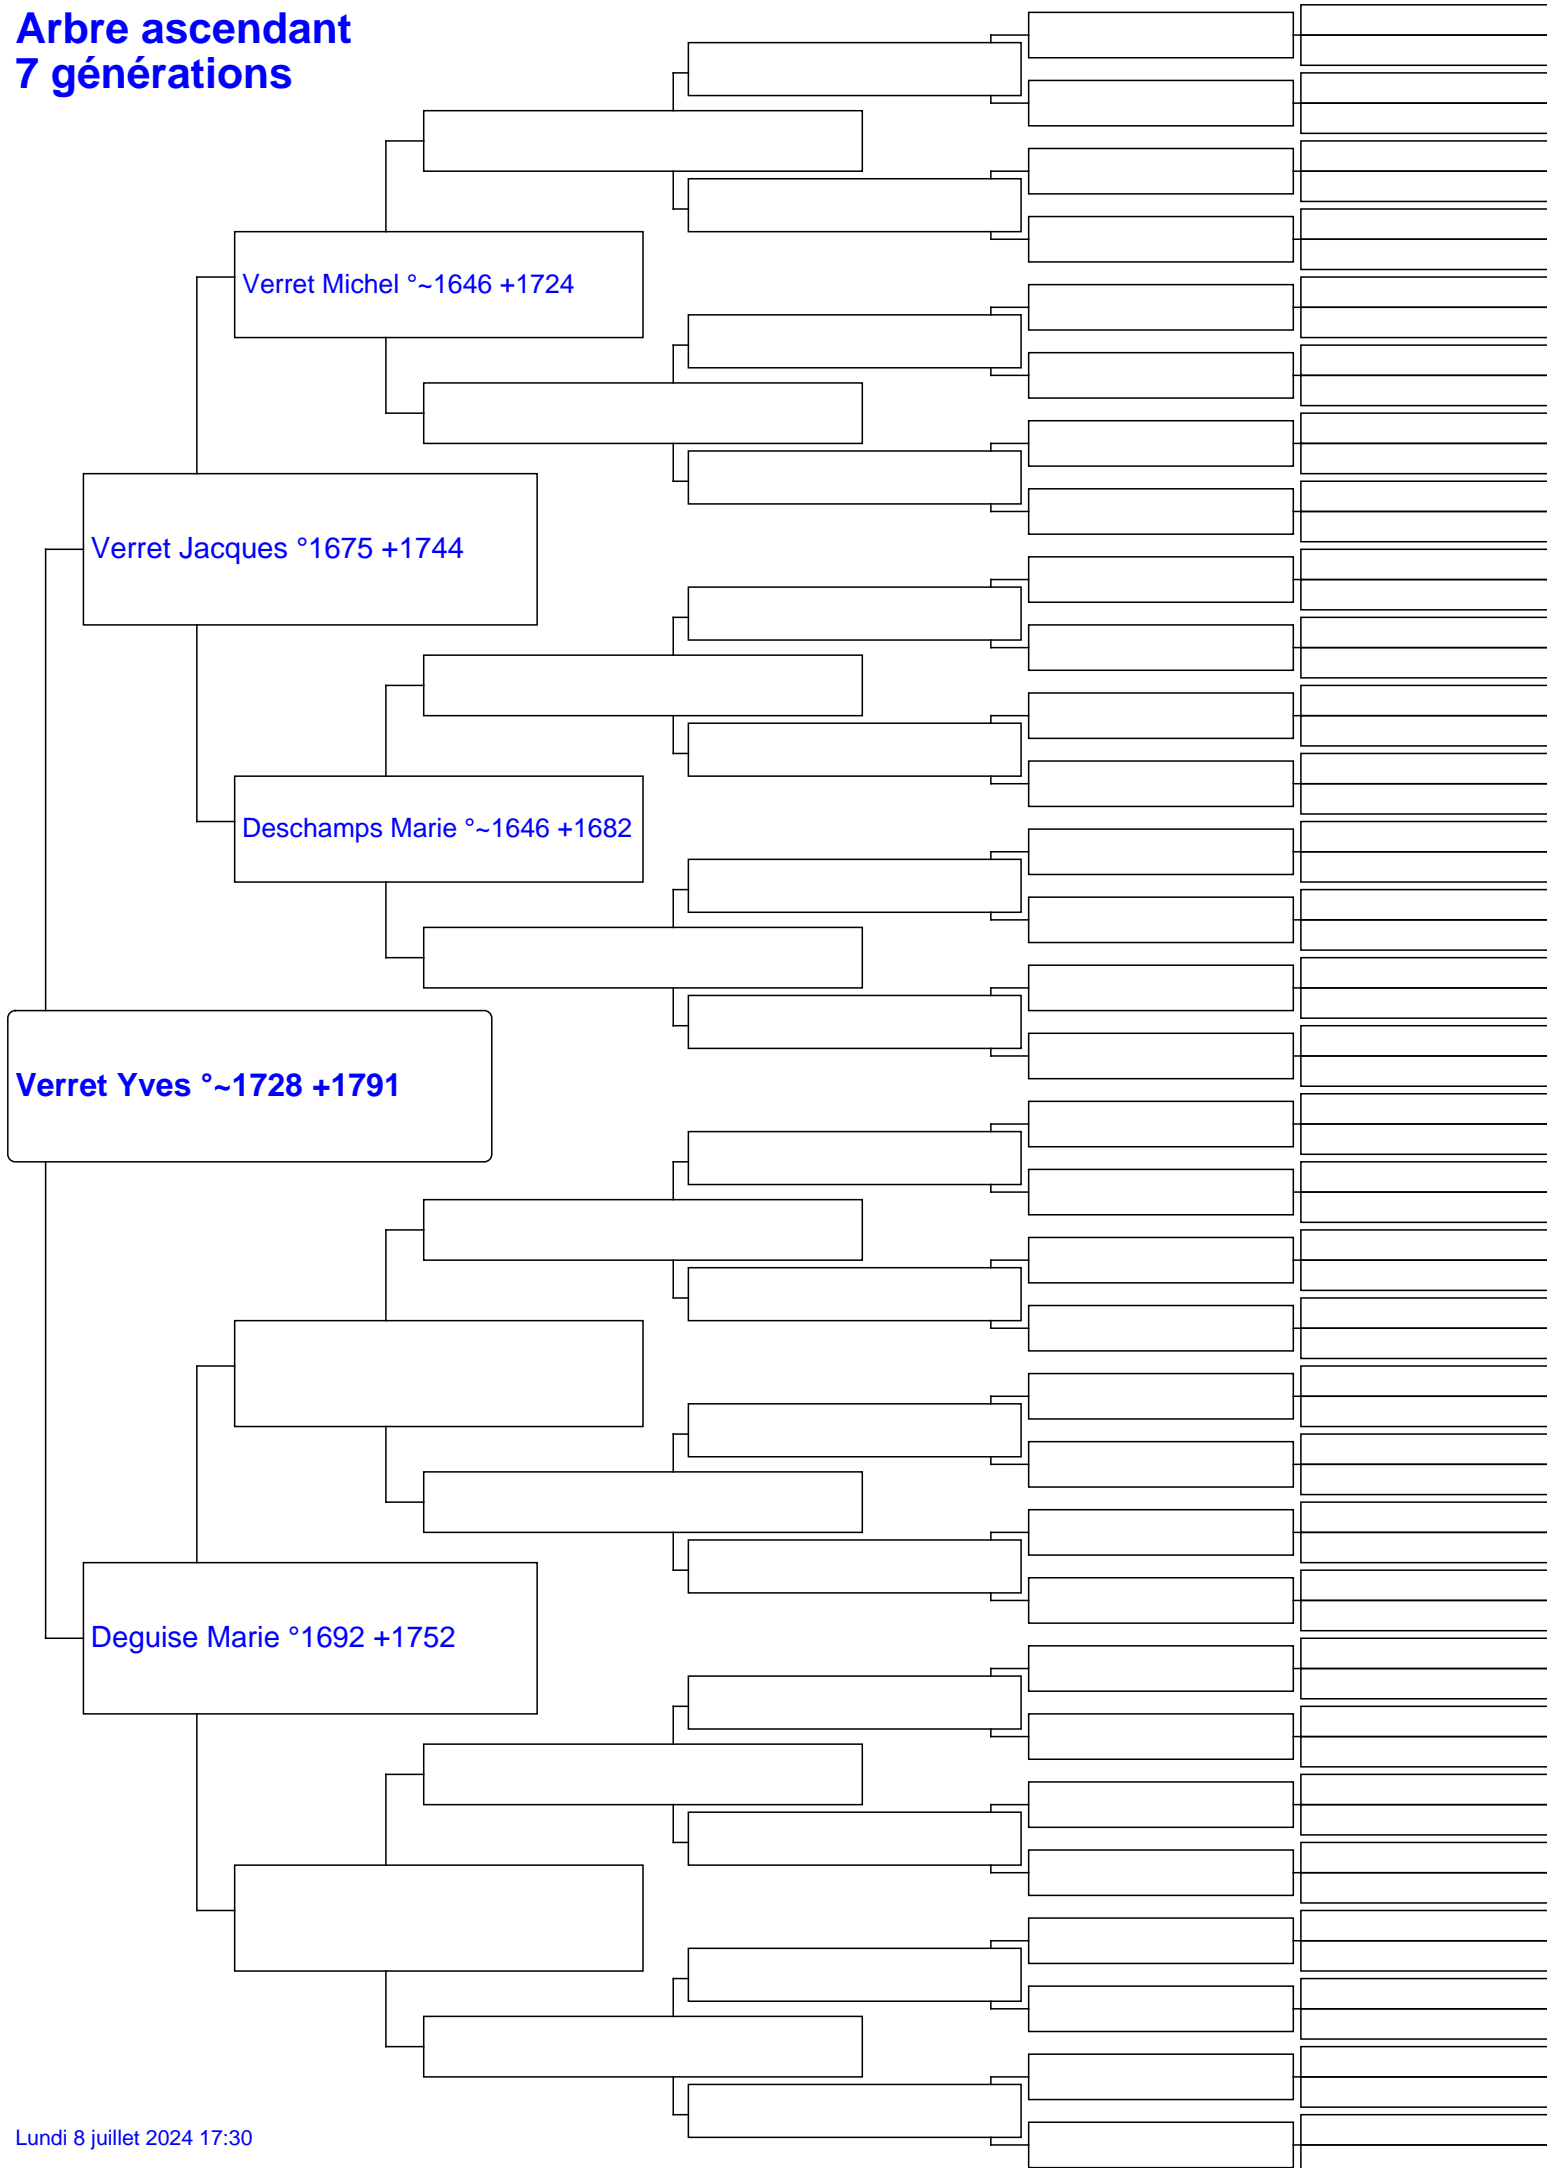 Arbre ascendant
7 générations
Verret Michel °~1646 +1724
Verret Jacques °1675 +1744
Deschamps Marie °~1646 +1682
Verret Yves °~1728 +1791
Deguise Marie °1692 +1752
Lundi 8 juillet 2024 17:30